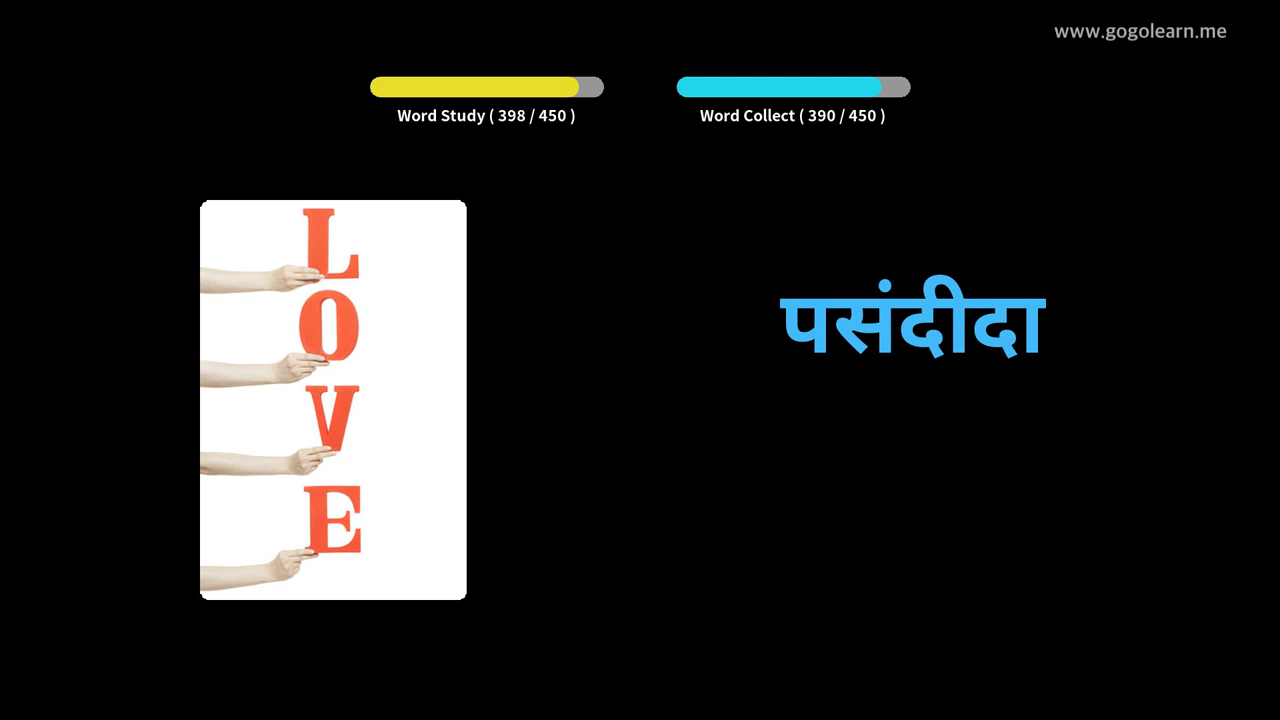 www.gogolearn.me
Word Study ( 398 / 450 )
Word Collect ( 390 / 450 )
L
O
V
E
पसंदीदा